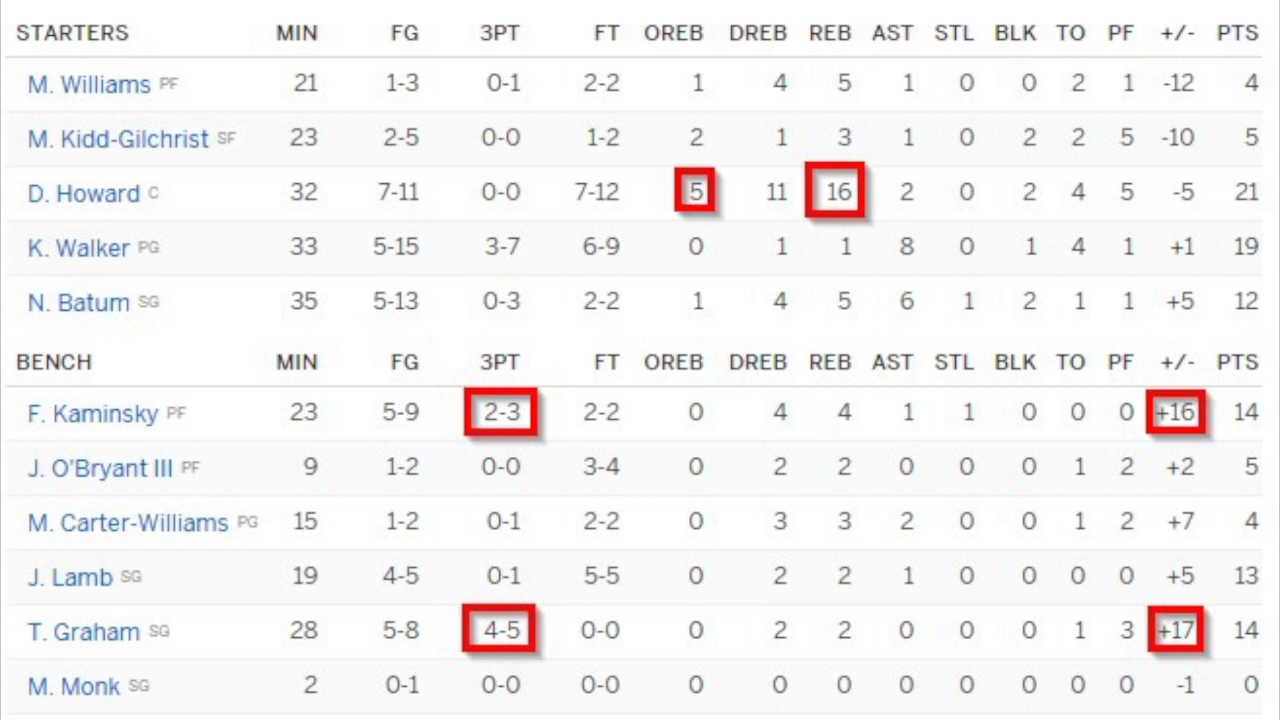 STARTERS MIN FG 3PT FT OREB DREB REB AST STL BLK TO PF +/- PTS
M. Williams PF 21 1-3 0-1 2-2 1 4 5 1 0 0 2 1 -12 4
M. Kidd-Gilchrist SF 23 2-5 0-0 1-2 2 1 3 1 0 2 2 5 -10 5
D. Howard C 32 7-11 0-0 7-12 5 11 16 2 0 2 4 5 -5 21
K. Walker PG 33 5-15 3-7 6-9 0 1 1 8 0 1 4 1 +1 19
N. Batum SG 35 5-13 0-3 2-2 1 4 5 6 1 2 1 1 +5 12
BENCH MIN FG 3PT FT OREB DREB REB AST STL BLK TO PF +/- PTS
F. Kaminsky PF 23 5-9 2-3 2-2 0 4 4 1 1 0 0 0 +16 14
J. O'Bryant III PF 9 1-2 0-0 3-4 0 2 2 0 0 0 1 2 +2 5
M. Carter-Williams PG 15 1-2 0-1 2-2 0 3 3 2 0 0 1 2 +7 4
J. Lamb SG 19 4-5 0-1 5-5 0 2 2 1 0 0 0 0 +5 13
T. Graham SG 28 5-8 4-5 0-0 0 2 2 0 0 0 1 3 +17 14
M. Monk SG 2 0-1 0-0 0-0 0 0 0 0 0 0 0 0 -1 0